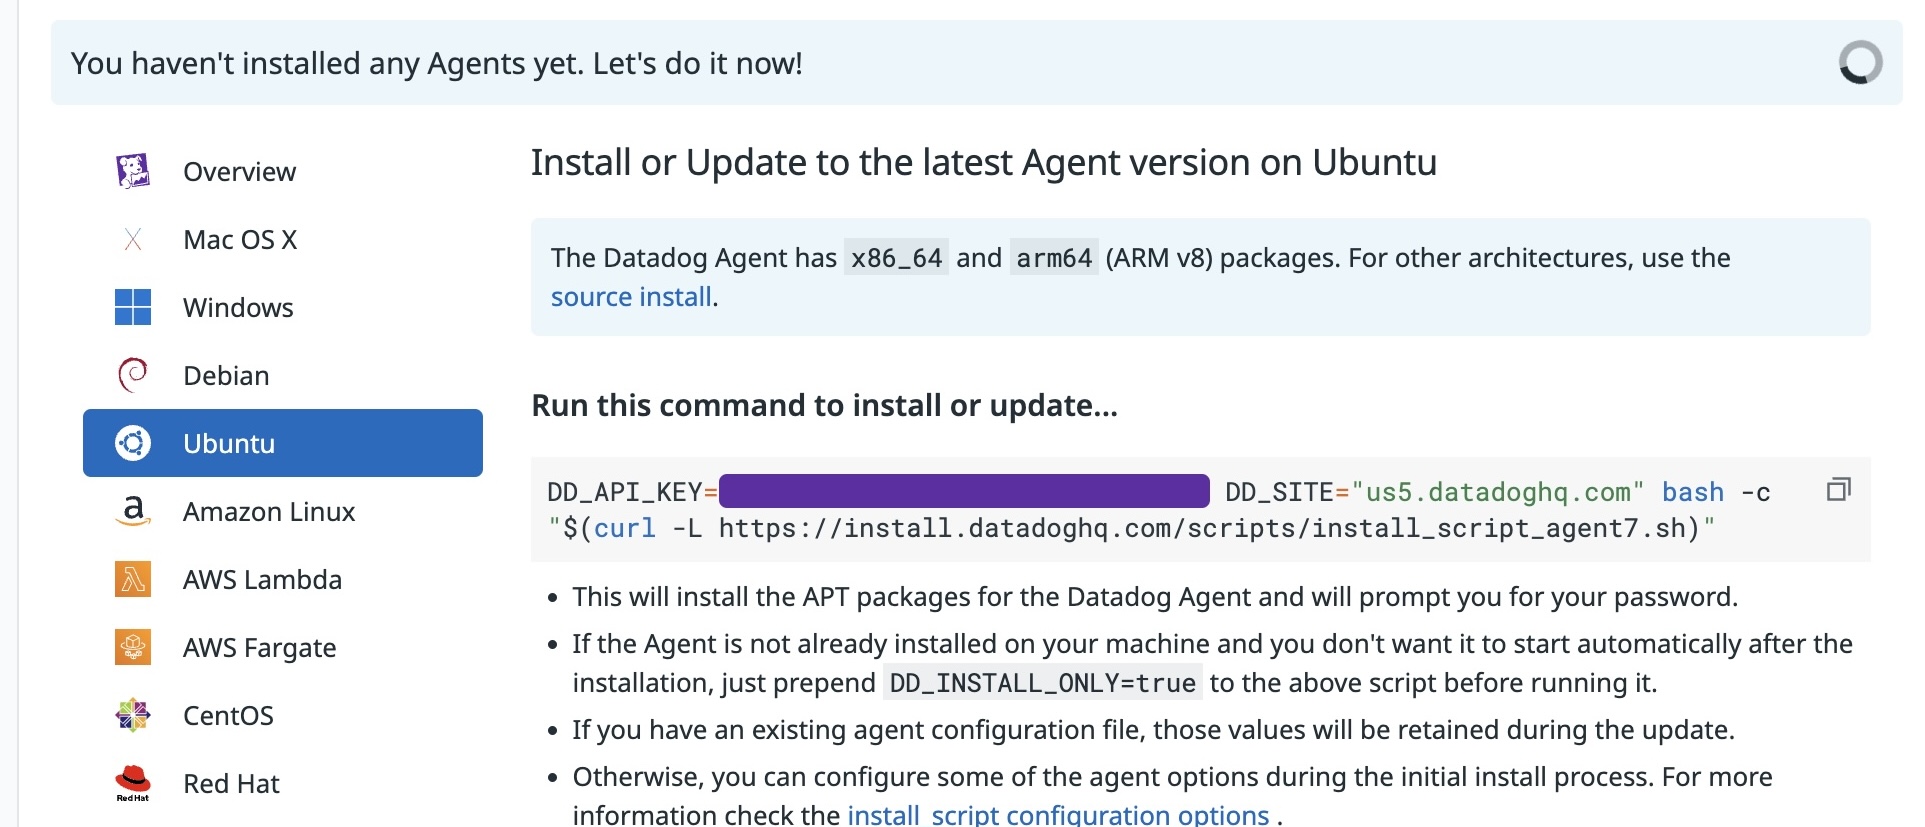 You haven't installed any Agents yet. Let's do it now!
Overview
Mac OS X
Windows
Debian
Ubuntu
a
Amazon Linux
AWS Lambda
AWS Fargate
CentOS
Red Hat
Red Hat
Install or Update to the latest Agent version on Ubuntu
The Datadog Agent has x86_64 and arm64 (ARM v8) packages. For other architectures, use the
source install.
Run this command to install or update...
DD_API_KEY= DD_SITE="us5.datadoghq.com" bash -c
"$(curl -L https://install.datadoghq.com/scripts/install_script_agent7.sh)"
• This will install the APT packages for the Datadog Agent and will prompt you for your password.
• If the Agent is not already installed on your machine and you don't want it to start automatically after the
installation, just prepend DD_INSTALL_ONLY=true to the above script before running it.
• If you have an existing agent configuration file, those values will be retained during the update.
• Otherwise, you can configure some of the agent options during the initial install process. For more
information check the install_script configuration options .